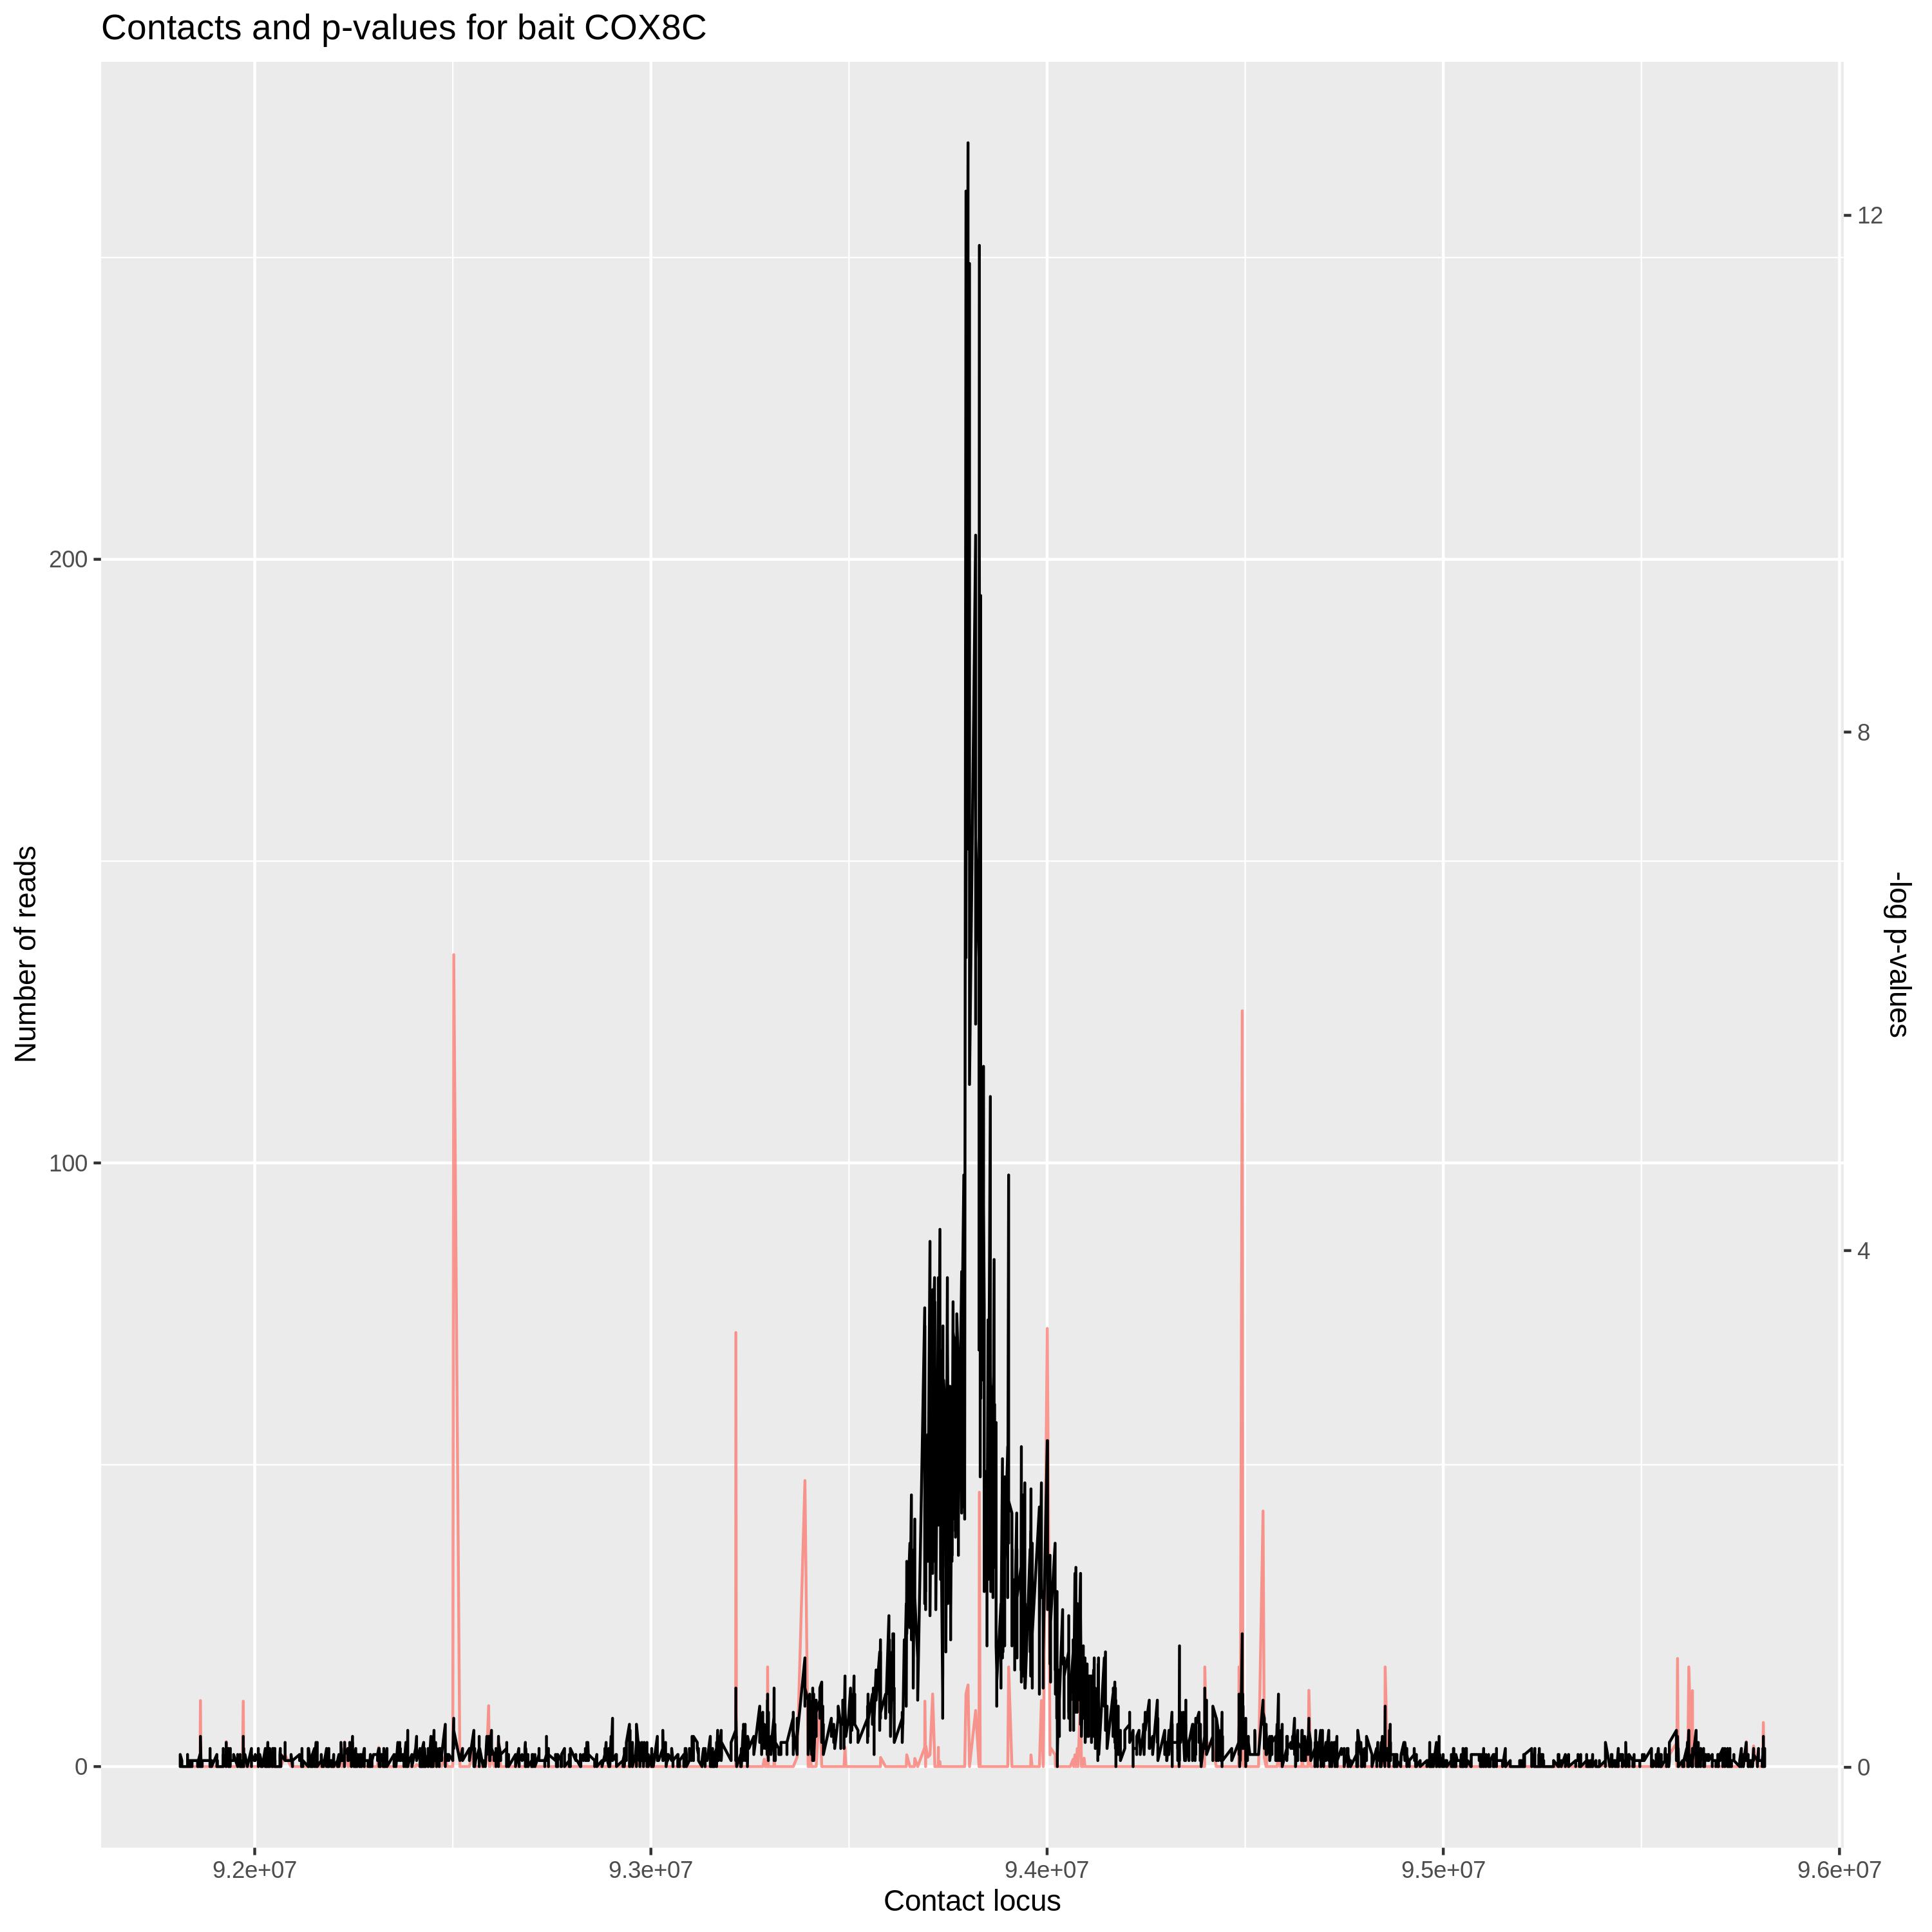 Contacts and p-values for bait COX8C
Number of reads
200
100
0
12
8
4
0
-log p-values
9.2e+07 9.3e+07 9.4e+07 9.5e+07 9.6e+07
Contact locus